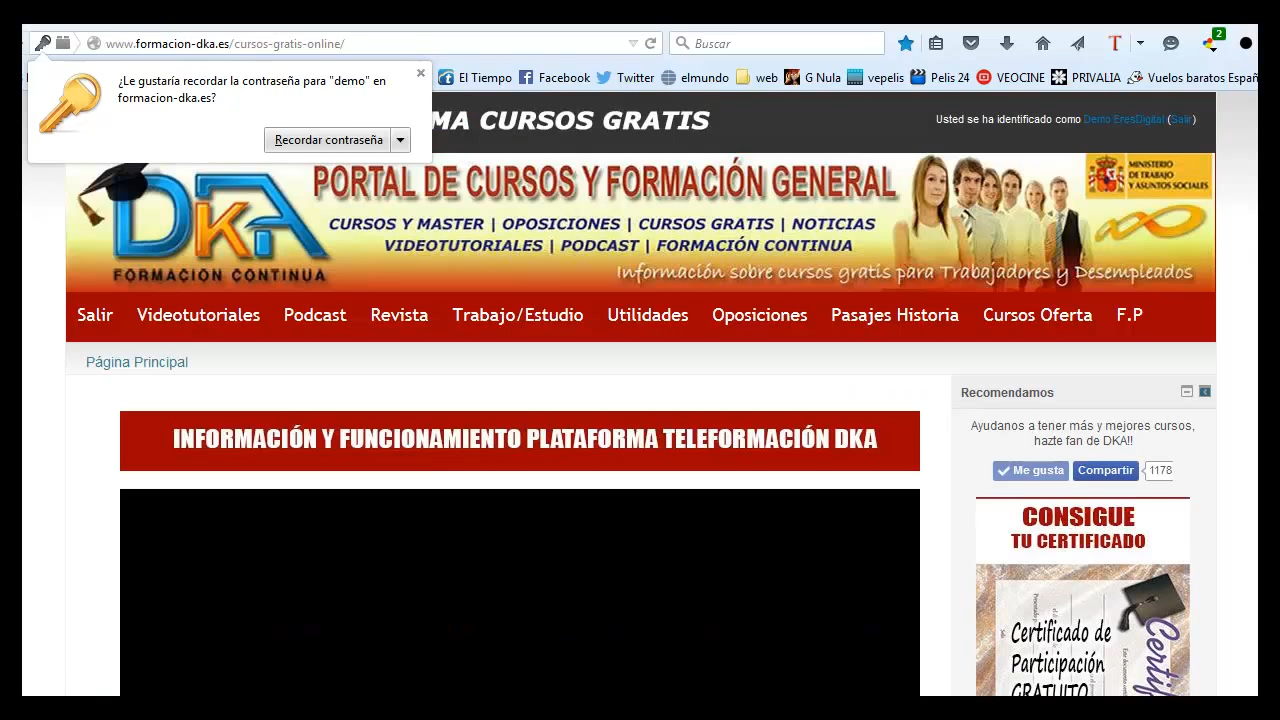 www.formacion-dka.es/cursos-gratis-online/
Buscar
2
¿Le gustaría recordar la contraseña para "demo" en
formacion-dka.es?
Recordar contraseña
El Tiempo
Facebook
Twitter
elmundo
web
G Nula
vepelis
Pelis 24
VEOCINE
PRIVALIA
Vuelos baratos Españ
MA CURSOS GRATIS
Usted se ha identificado como Demo EresDigital (Salir)
DKA
FORMACION CONTINUA
PORTAL DE CURSOS Y FORMACIÓN GENERAL
CURSOS Y MASTER | OPOSICIONES | CURSOS GRATIS | NOTICIAS
VIDEOTUTORIALES | PODCAST | FORMACIÓN CONTINUA
Información sobre cursos gratis para Trabajadores y Desempleados
MINISTERIO
DE TRABAJO
Y ASUNTOS SOCIALES
Salir
Videotutoriales
Podcast
Revista
Trabajo/Estudio
Utilidades
Oposiciones
Pasajes Historia
Cursos Oferta
F.P
Página Principal
INFORMACIÓN Y FUNCIONAMIENTO PLATAFORMA TELEFORMACIÓN DKA
Recomendamos
Ayudanos a tener más y mejores cursos,
hazte fan de DKA!!
Me gusta
Compartir
1178
CONSIGUE
TU CERTIFICADO
Certificado de
Participación
GRATUITO
Certif